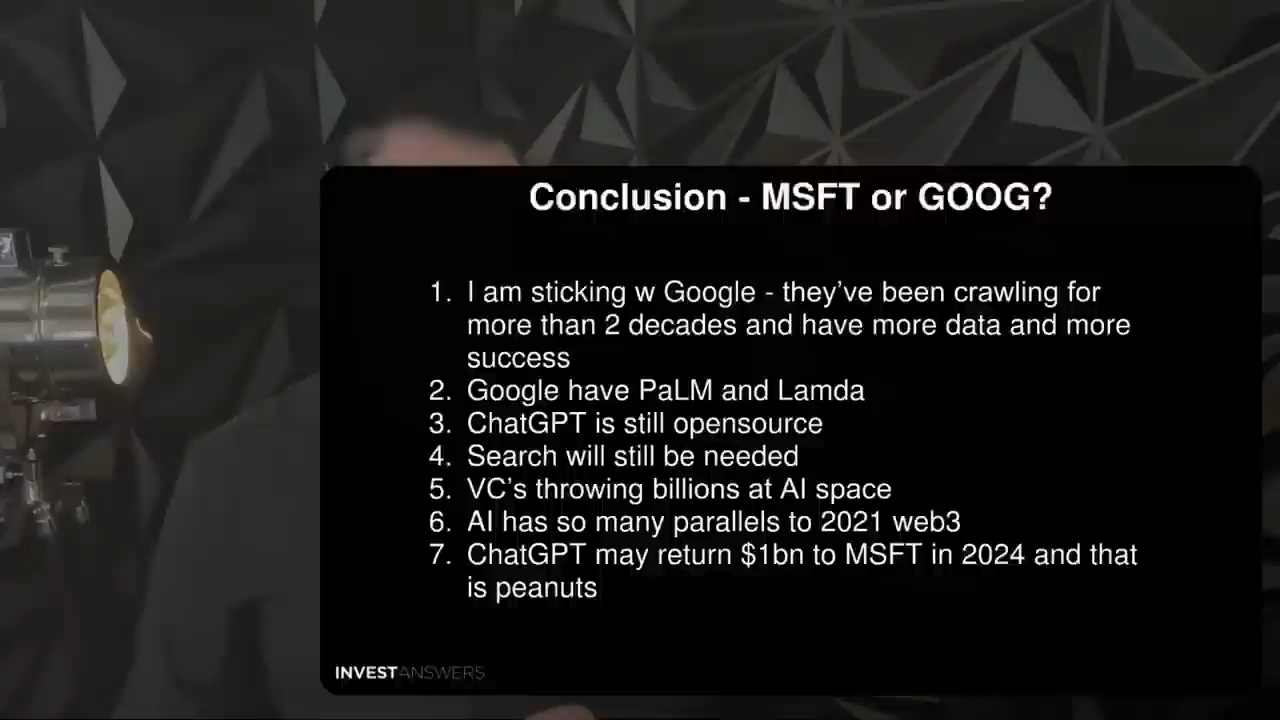 Conclusion - MSFT or GOOG?
1. I am sticking w Google - they've been crawling for
more than 2 decades and have more data and more
success
2. Google have PaLM and Lamda
3. ChatGPT is still opensource
4. Search will still be needed
5. VC's throwing billions at AI space
6. AI has so many parallels to 2021 web3
7. ChatGPT may return $1bn to MSFT in 2024 and that
is peanuts
INVESTANSWERS